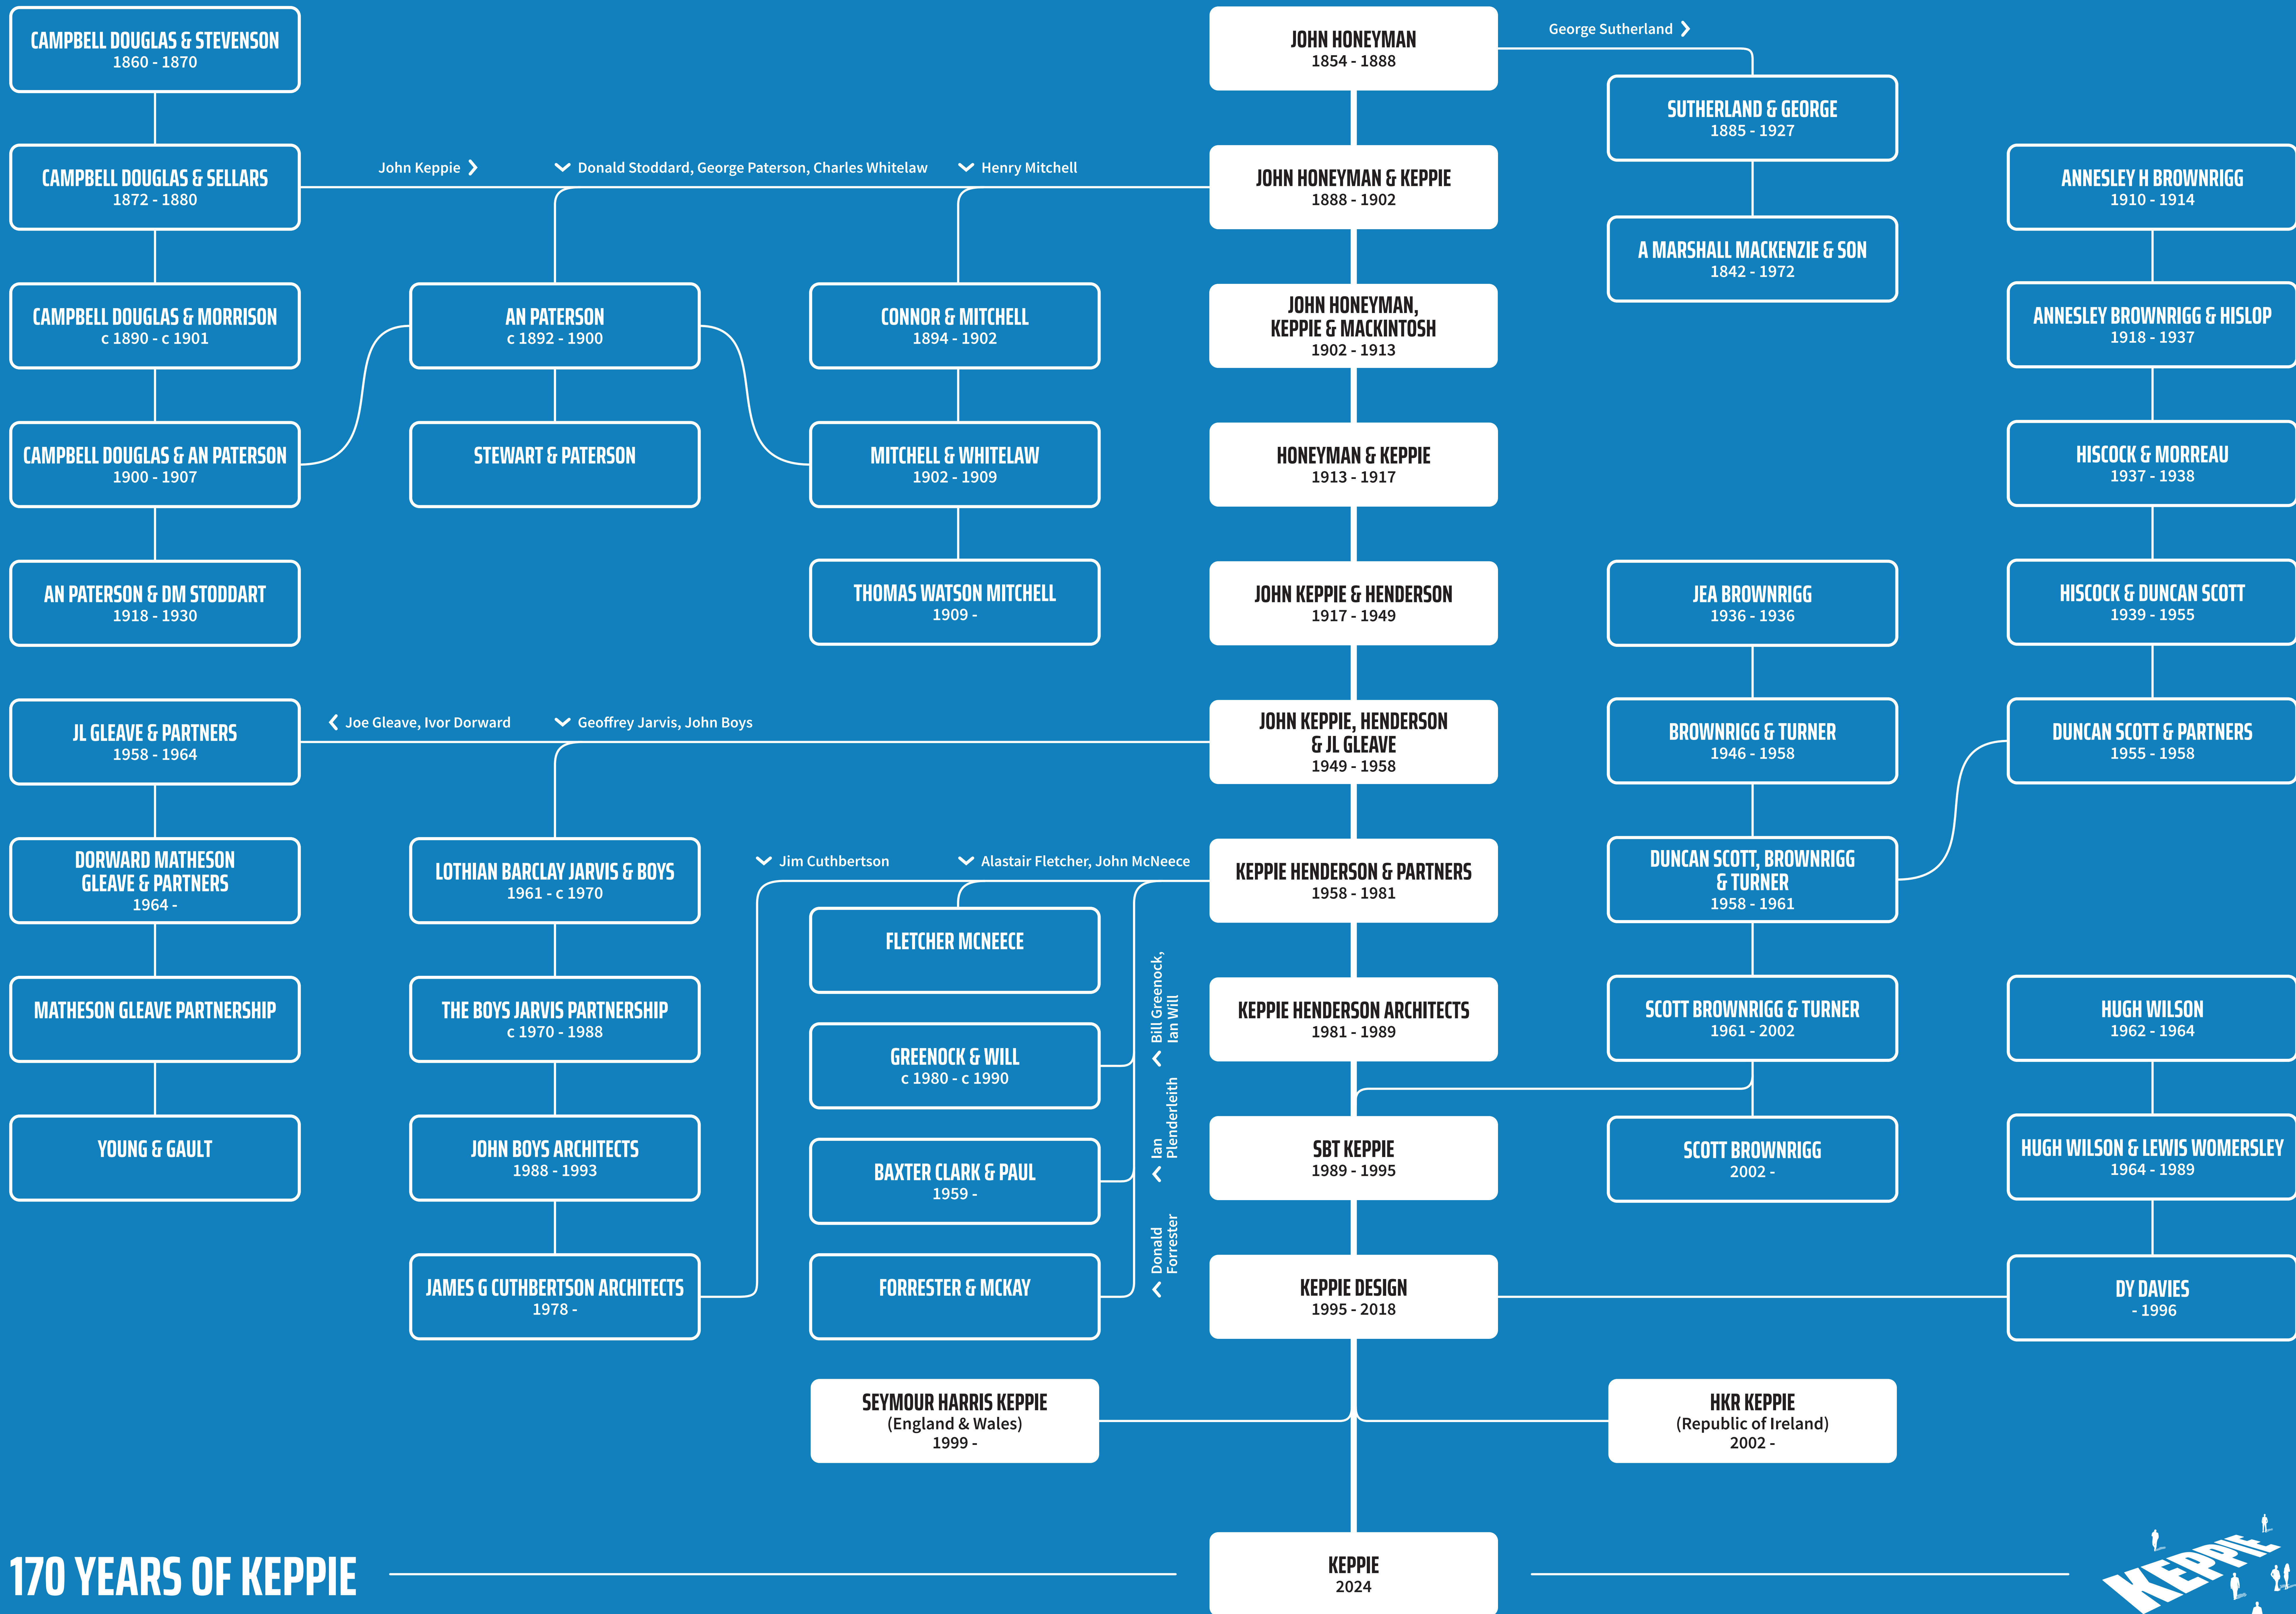 CAMPBELL DOUGLAS & STEVENSON
1860 - 1870
JOHN HONEYMAN
1854 - 1888
George Sutherland
SUTHERLAND & GEORGE
1885 - 1927
CAMPBELL DOUGLAS & SELLARS
1872 - 1880
John Keppie
Donald Stoddard, George Paterson, Charles Whitelaw
Henry Mitchell
JOHN HONEYMAN & KEPPIE
1888 - 1902
ANNESLEY H BROWNRIGG
1910 - 1914
A MARSHALL MACKENZIE & SON
1842 - 1972
CAMPBELL DOUGLAS & MORRISON
c 1890 - c 1901
AN PATERSON
c 1892 - 1900
CONNOR & MITCHELL
1894 - 1902
JOHN HONEYMAN,
KEPPIE & MACKINTOSH
1902 - 1913
ANNESLEY BROWNRIGG & HISLOP
1918 - 1937
CAMPBELL DOUGLAS & AN PATERSON
1900 - 1907
STEWART & PATERSON
MITCHELL & WHITELAW
1902 - 1909
HONEYMAN & KEPPIE
1913 - 1917
HISCOCK & MORREAU
1937 - 1938
AN PATERSON & DM STODDART
1918 - 1930
THOMAS WATSON MITCHELL
1909 -
JOHN KEPPIE & HENDERSON
1917 - 1949
JEA BROWNRIGG
1936 - 1936
HISCOCK & DUNCAN SCOTT
1939 - 1955
JL GLEAVE & PARTNERS
1958 - 1964
Joe Gleave, Ivor Dorward
Geoffrey Jarvis, John Boys
JOHN KEPPIE, HENDERSON
& JL GLEAVE
1949 - 1958
BROWNRIGG & TURNER
1946 - 1958
DUNCAN SCOTT & PARTNERS
1955 - 1958
DORWARD MATHESON
GLEAVE & PARTNERS
1964 -
LOTHIAN BARCLAY JARVIS & BOYS
1961 - c 1970
Jim Cuthbertson
Alastair Fletcher, John McNeece
KEPPIE HENDERSON & PARTNERS
1958 - 1981
DUNCAN SCOTT, BROWNRIGG
& TURNER
1958 - 1961
FLETCHER MCNEECE
Bill Greenock,
Ian Will
MATHESON GLEAVE PARTNERSHIP
THE BOYS JARVIS PARTNERSHIP
c 1970 - 1988
GREENOCK & WILL
c 1980 - c 1990
KEPPIE HENDERSON ARCHITECTS
1981 - 1989
SCOTT BROWNRIGG & TURNER
1961 - 2002
HUGH WILSON
1962 - 1964
Ian
Plenderleith
YOUNG & GAULT
JOHN BOYS ARCHITECTS
1988 - 1993
BAXTER CLARK & PAUL
1959 -
SBT KEPPIE
1989 - 1995
SCOTT BROWNRIGG
2002 -
HUGH WILSON & LEWIS WOMERSLEY
1964 - 1989
Donald
Forrester
JAMES G CUTHBERTSON ARCHITECTS
1978 -
FORRESTER & MCKAY
KEPPIE DESIGN
1995 - 2018
DY DAVIES
- 1996
SEYMOUR HARRIS KEPPIE
(England & Wales)
1999 -
HKR KEPPIE
(Republic of Ireland)
2002 -
170 YEARS OF KEPPIE
KEPPIE
2024
KEPPIE